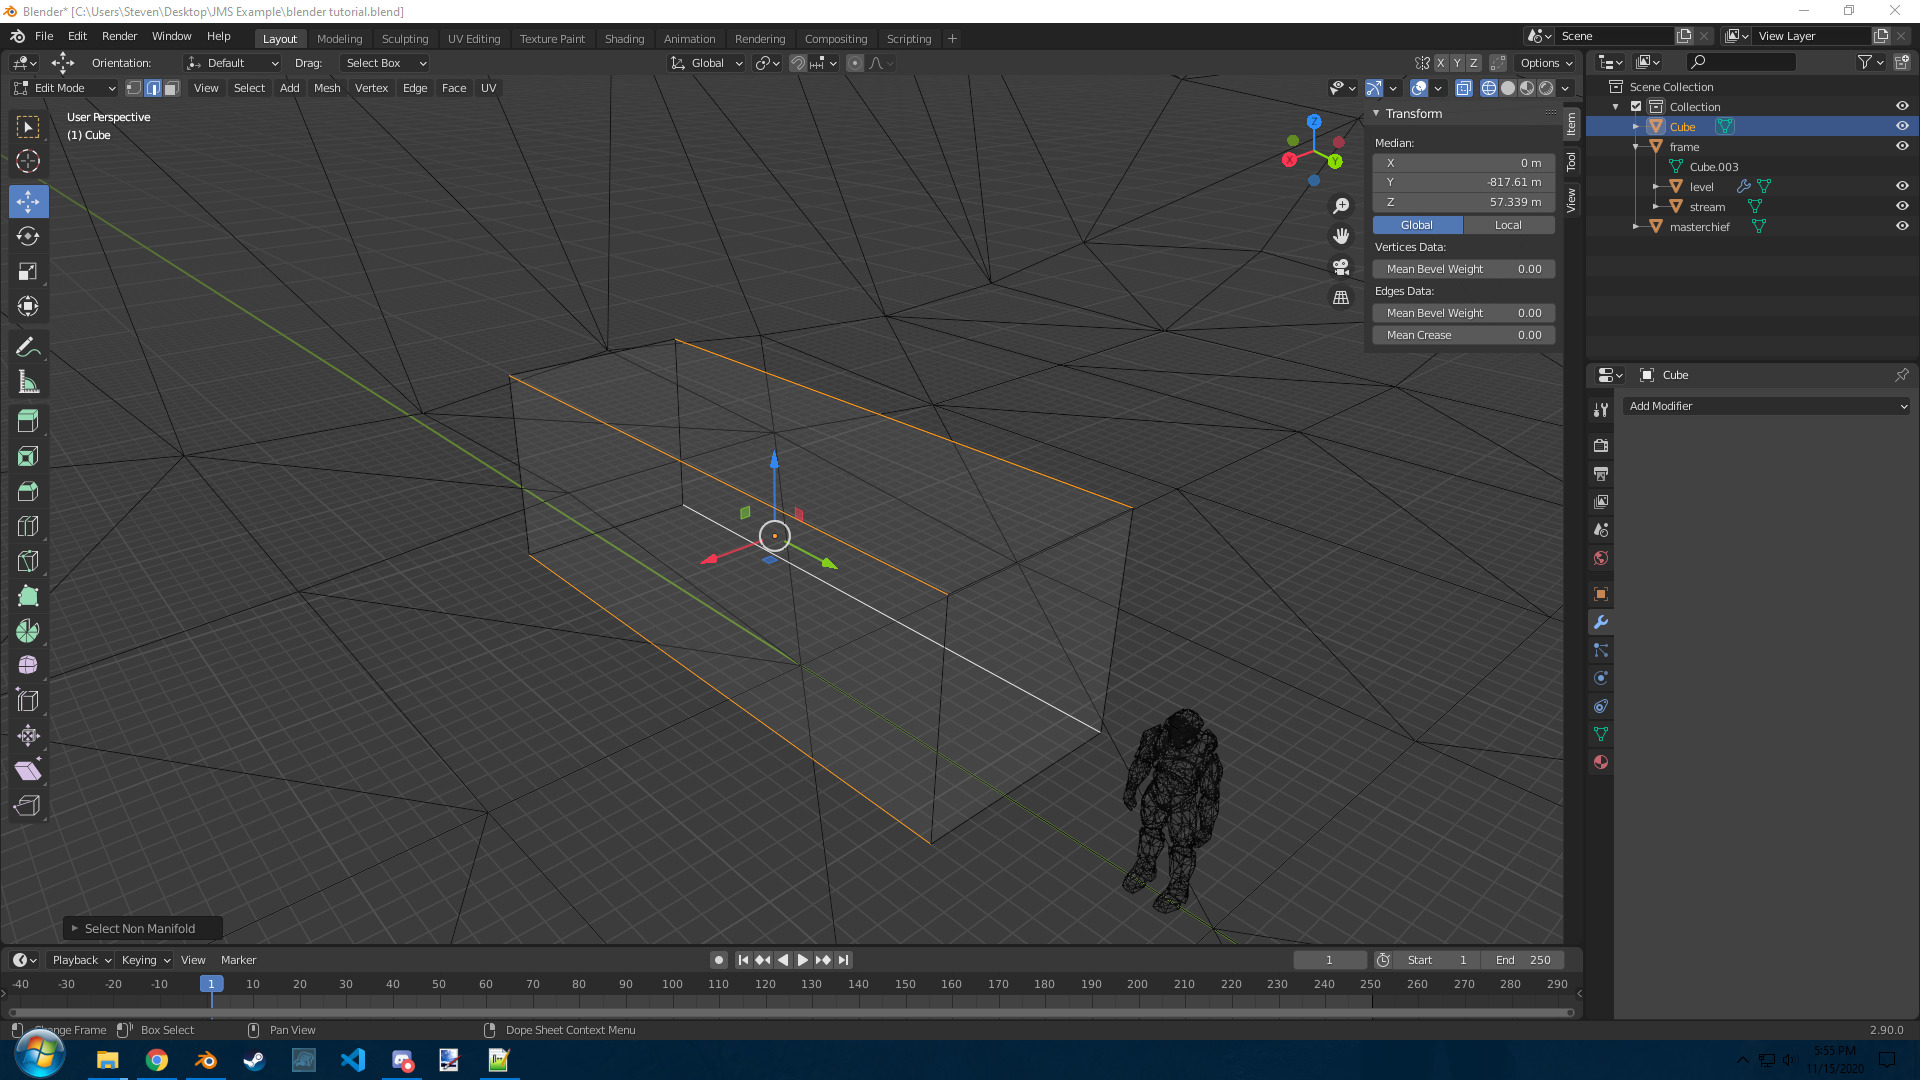 Blender* [C:\Users\Steven\Desktop\JMS Example\blender tutorial.blend]
File Edit Render Window Help
Layout Modeling Sculpting UV Editing Texture Paint Shading Animation Rendering Compositing Scripting +
Scene
View Layer
Orientation: Default Drag: Select Box
Global
X Y Z
Options
Edit Mode View Select Add Mesh Vertex Edge Face UV
User Perspective
(1) Cube
Z
X
Y
Transform
Median:
X 0 m
Y -817.61 m
Z 57.339 m
Global Local
Vertices Data:
Mean Bevel Weight 0.00
Edges Data:
Mean Bevel Weight 0.00
Mean Crease 0.00
Item
Tool
View
Scene Collection
Collection
Cube
frame
Cube.003
level
stream
masterchief
Cube
Add Modifier
Select Non Manifold
Playback Keying View Marker
1
Start 1
End 250
-40 -30 -20 -10 1 10 20 30 40 50 60 70 80 90 100 110 120 130 140 150 160 170 180 190 200 210 220 230 240 250 260 270 280 290
Change Frame Box Select Pan View Dope Sheet Context Menu
2.90.0
5:55 PM
11/15/2020